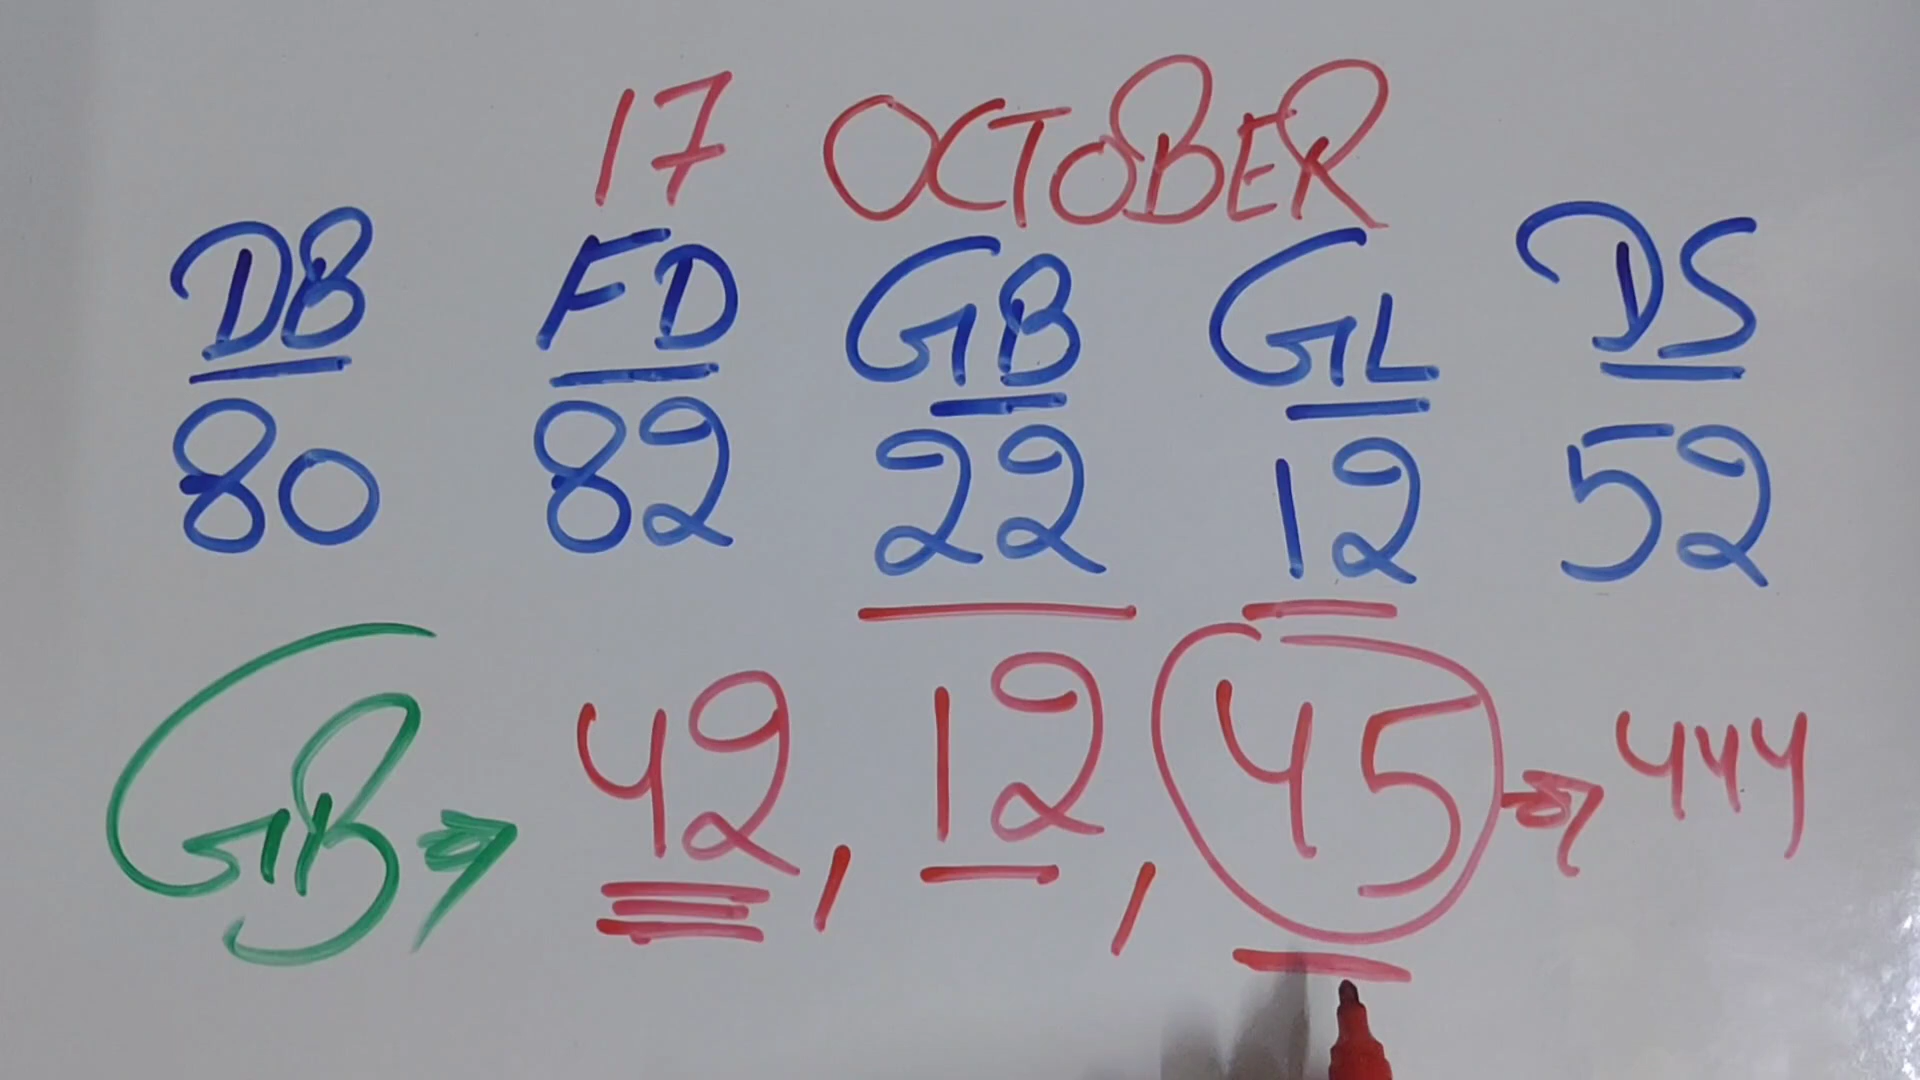 17 OCTOBER
DB FD GB GL DS
80 82 22 12 52
GB ⇒ 42, 12, 45 ⇒ 444